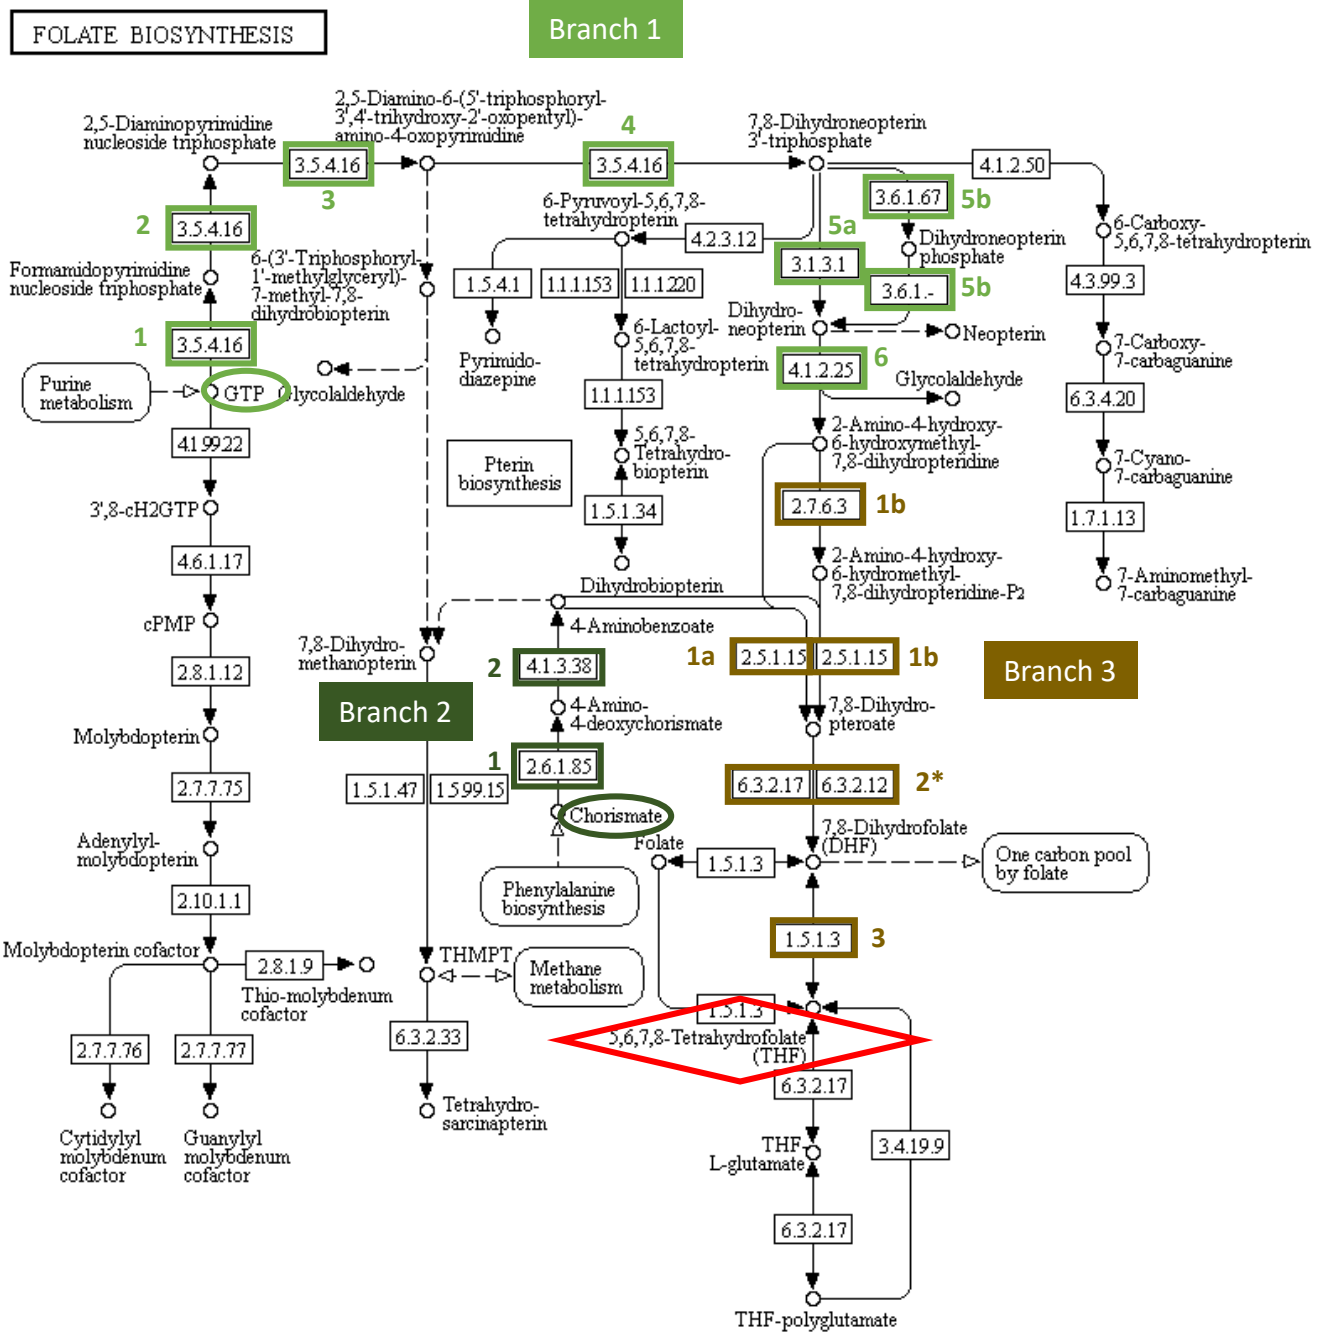 FOLATE BIOSYNTHESIS
Branch 1
2,5-Diaminopyrimidine
nucleoside triphosphate
2,5-Diamino-6-(5'-triphosphoryl-
3',4'-trihydroxy-2'-oxopentyl)-
amino-4-oxopyrimidine
4
7,8-Dihydroneopterin
3'-triphosphate
3.5.4.16
3
3.5.4.16
4.1.2.50
2
3.5.4.16
6-Pyruvoyl-5,6,7,8-
tetrahydropterin
4.2.3.12
5a
3.6.1.67
5b
Dihydroneopterin
phosphate
6-Carboxy-
5,6,7,8-tetrahydropterin
Formamidopyrimidine
nucleoside triphosphate
6-(3'-Triphosphoryl-
1'-methylglyceryl)-
7-methyl-7,8-
dihydrobiopterin
1.5.4.1
1.1.1.153
1.1.1220
3.1.3.1
3.6.1.-
5b
4.3.99.3
1
3.5.4.16
Pyrimido-
diazepine
6-Lactoyl-
5,6,7,8-
tetrahydropterin
Dihydro-
neopterin
Neopterin
7-Carboxy-
7-carbaguanine
Purine
metabolism
GTP
Glycolaldehyde
1.1.1.153
4.1.2.25
6
Glycolaldehyde
6.3.4.20
4.1.99.22
Pterin
biosynthesis
5,6,7,8-
Tetrahydro-
biopterin
2-Amino-4-hydroxy-
6-hydroxymethyl-
7,8-dihydropteridine
7-Cyano-
7-carbaguanine
3',8-cH2GTP
1.5.1.34
2.7.6.3
1b
1.7.1.13
4.6.1.17
Dihydrobiopterin
2-Amino-4-hydroxy-
6-hydromethyl-
7,8-dihydropteridine-P2
7-Aminomethyl-
7-carbaguanine
cPMP
7,8-Dihydro-
methanopterin
4-Aminobenzoate
2.8.1.12
2
4.1.3.38
1a
2.5.1.15
2.5.1.15
1b
Branch 3
Branch 2
4-Amino-
4-deoxychorismate
7,8-Dihydro-
pteroate
Molybdopterin
2.7.7.75
1.5.1.47
1.5.99.15
1
2.6.1.85
6.3.2.17
6.3.2.12
2*
Chorismate
Adenylyl-
molybdopterin
Folate
7,8-Dihydrofolate
(DHF)
1.5.1.3
One carbon pool
by folate
2.10.1.1
Phenylalanine
biosynthesis
1.5.1.3
3
Molybdopterin cofactor
2.8.1.9
Thio-molybdenum
cofactor
THMPT
Methane
metabolism
1.5.1.3
2.7.7.76
2.7.7.77
6.3.2.33
5,6,7,8-Tetrahydrofolate
(THF)
6.3.2.17
Cytidylyl
molybdenum
cofactor
Guanylyl
molybdenum
cofactor
Tetrahydro-
sarcinapterin
THF-
L-glutamate
3.4.19.9
6.3.2.17
THF-polyglutamate